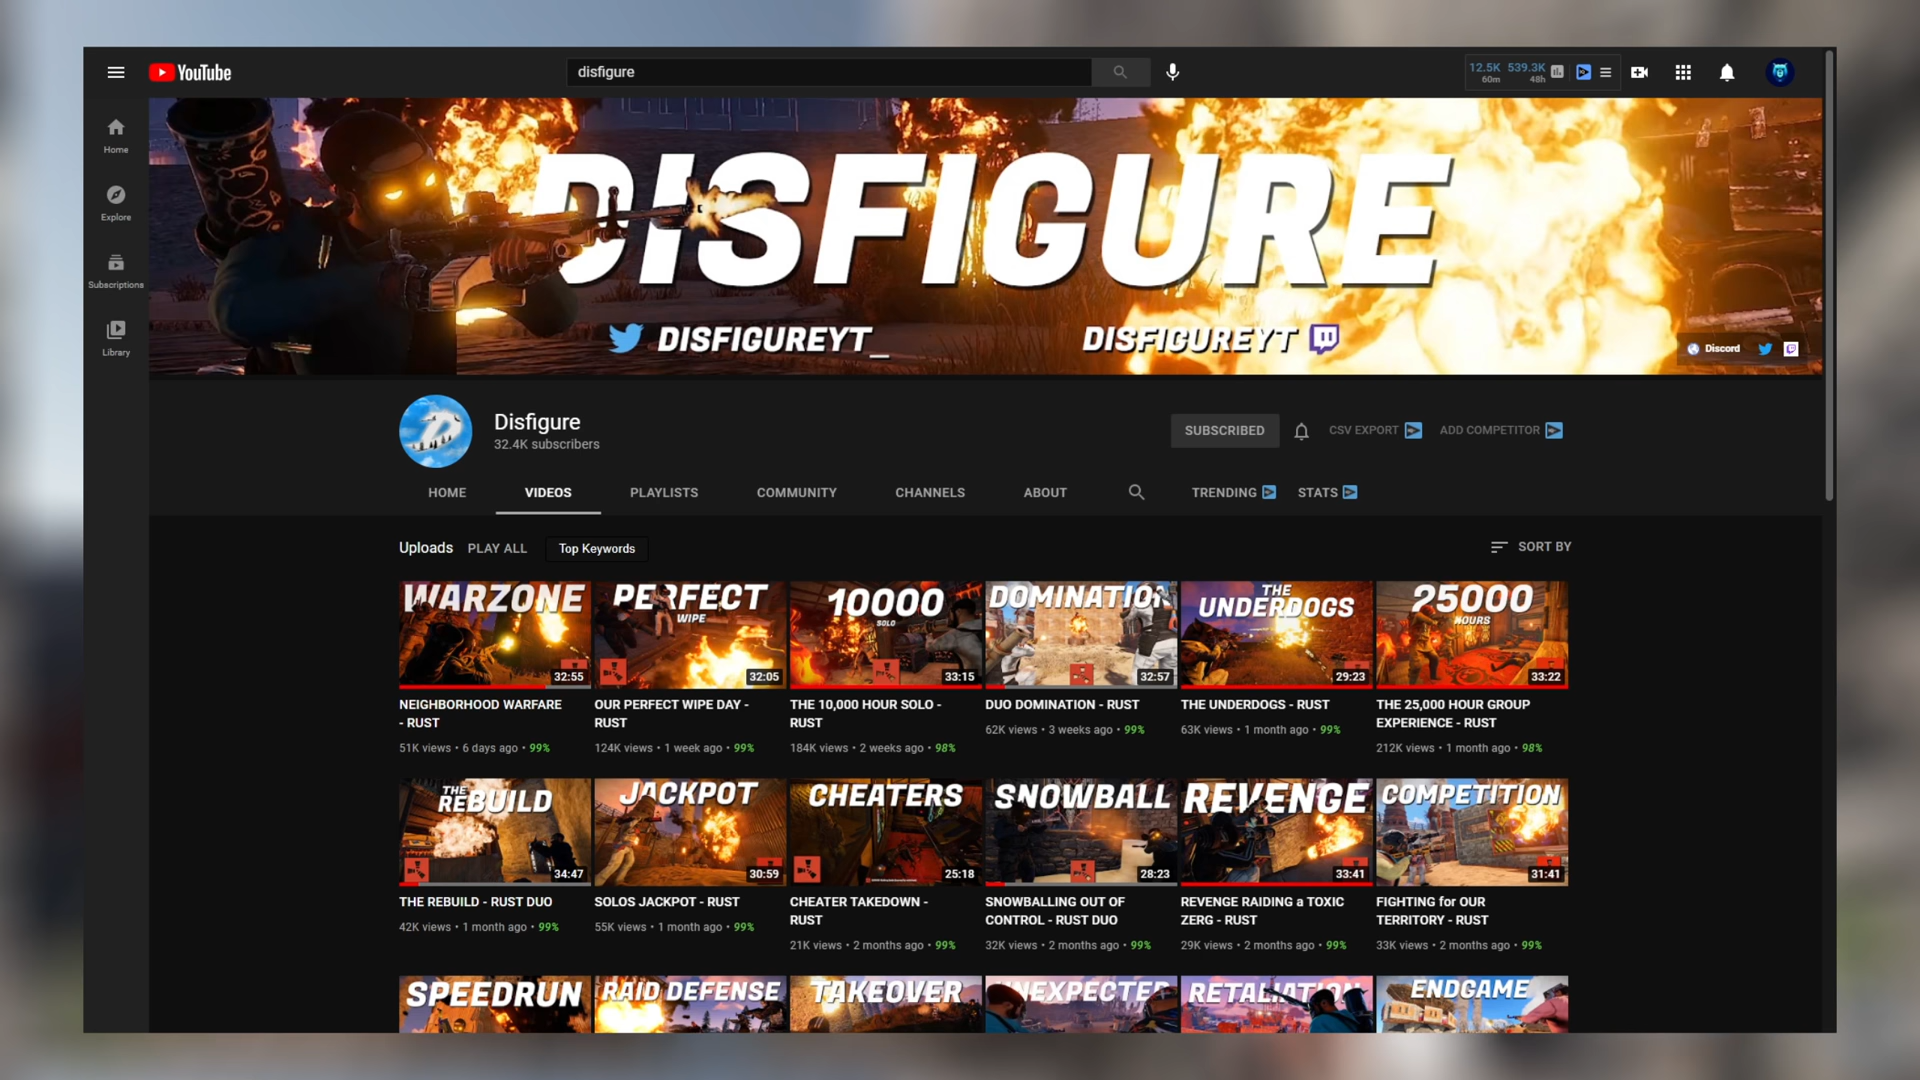 YouTube
disfigure
12.5K 539.3K
60m 48h
Home
Explore
Subscriptions
Library
DISFIGURE
DISFIGUREYT_
DISFIGUREYT
Discord
Disfigure
32.4K subscribers
SUBSCRIBED
CSV EXPORT
ADD COMPETITOR
HOME
VIDEOS
PLAYLISTS
COMMUNITY
CHANNELS
ABOUT
TRENDING
STATS
Uploads
PLAY ALL
Top Keywords
SORT BY
WARZONE
32:55
PERFECT
WIPE
32:05
10000
SOLO
33:15
DOMINATION
32:57
THE
UNDERDOGS
29:23
25000
HOURS
33:22
NEIGHBORHOOD WARFARE
- RUST
51K views • 6 days ago • 99%
OUR PERFECT WIPE DAY -
RUST
124K views • 1 week ago • 99%
THE 10,000 HOUR SOLO -
RUST
184K views • 2 weeks ago • 98%
DUO DOMINATION - RUST
62K views • 3 weeks ago • 99%
THE UNDERDOGS - RUST
63K views • 1 month ago • 99%
THE 25,000 HOUR GROUP
EXPERIENCE - RUST
212K views • 1 month ago • 98%
THE
REBUILD
34:47
JACKPOT
30:59
CHEATERS
25:18
SNOWBALL
28:23
REVENGE
33:41
COMPETITION
31:41
THE REBUILD - RUST DUO
42K views • 1 month ago • 99%
SOLOS JACKPOT - RUST
55K views • 1 month ago • 99%
CHEATER TAKEDOWN -
RUST
21K views • 2 months ago • 99%
SNOWBALLING OUT OF
CONTROL - RUST DUO
32K views • 2 months ago • 99%
REVENGE RAIDING a TOXIC
ZERG - RUST
29K views • 2 months ago • 99%
FIGHTING for OUR
TERRITORY - RUST
33K views • 2 months ago • 99%
SPEEDRUN
RAID DEFENSE
TAKEOVER
UNEXPECTED
RETALIATION
ENDGAME